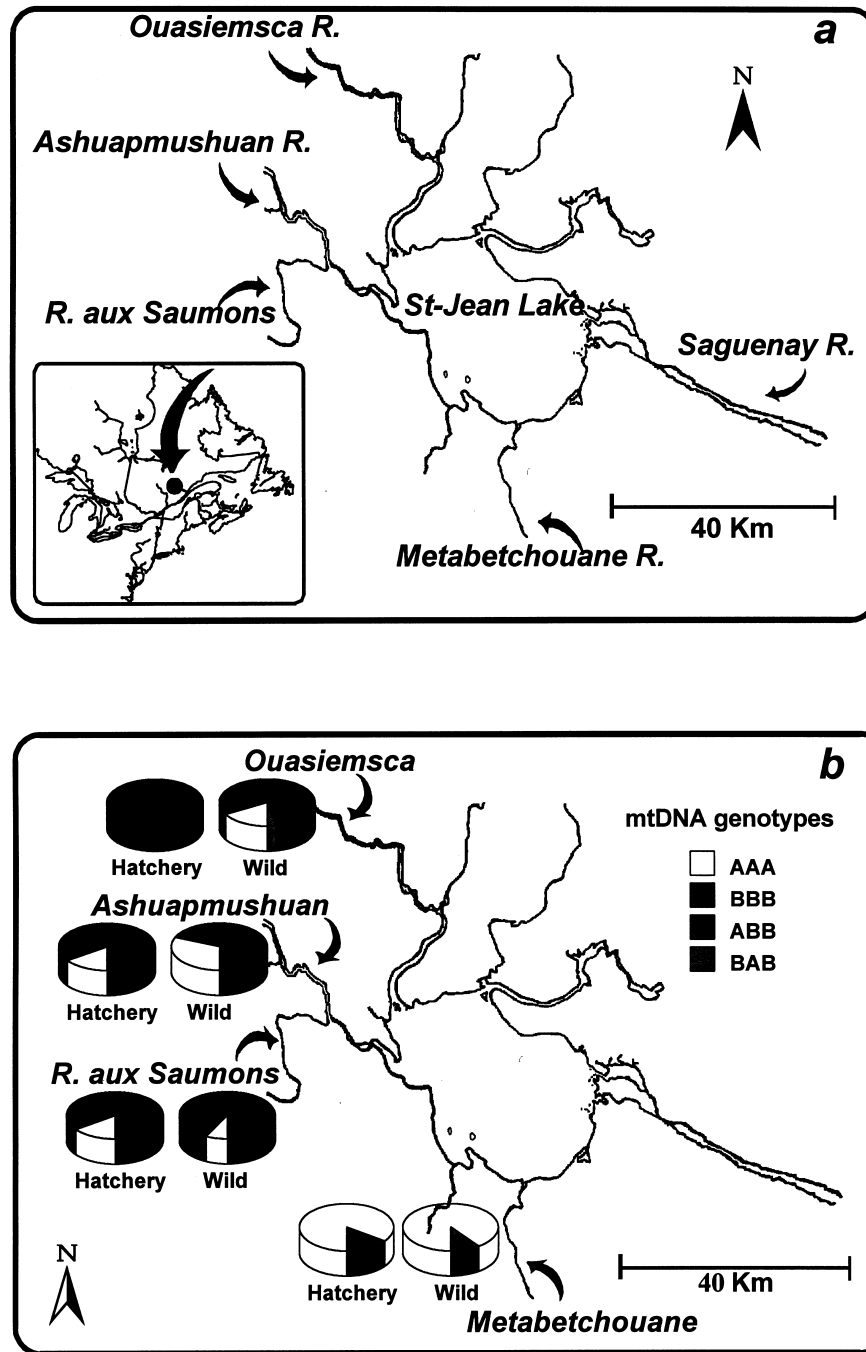 a
Ouasiemsca R.
N
Ashuapmushuan R.
R. aux Saumons
St-Jean Lake
Saguenay R.
40 Km
Metabetchouane R.
b
Ouasiemsca
Hatchery Wild
mtDNA genotypes
AAA
BBB
ABB
BAB
Ashuapmushuan
Hatchery Wild
R. aux Saumons
Hatchery Wild
N
Hatchery Wild
40 Km
Metabetchouane